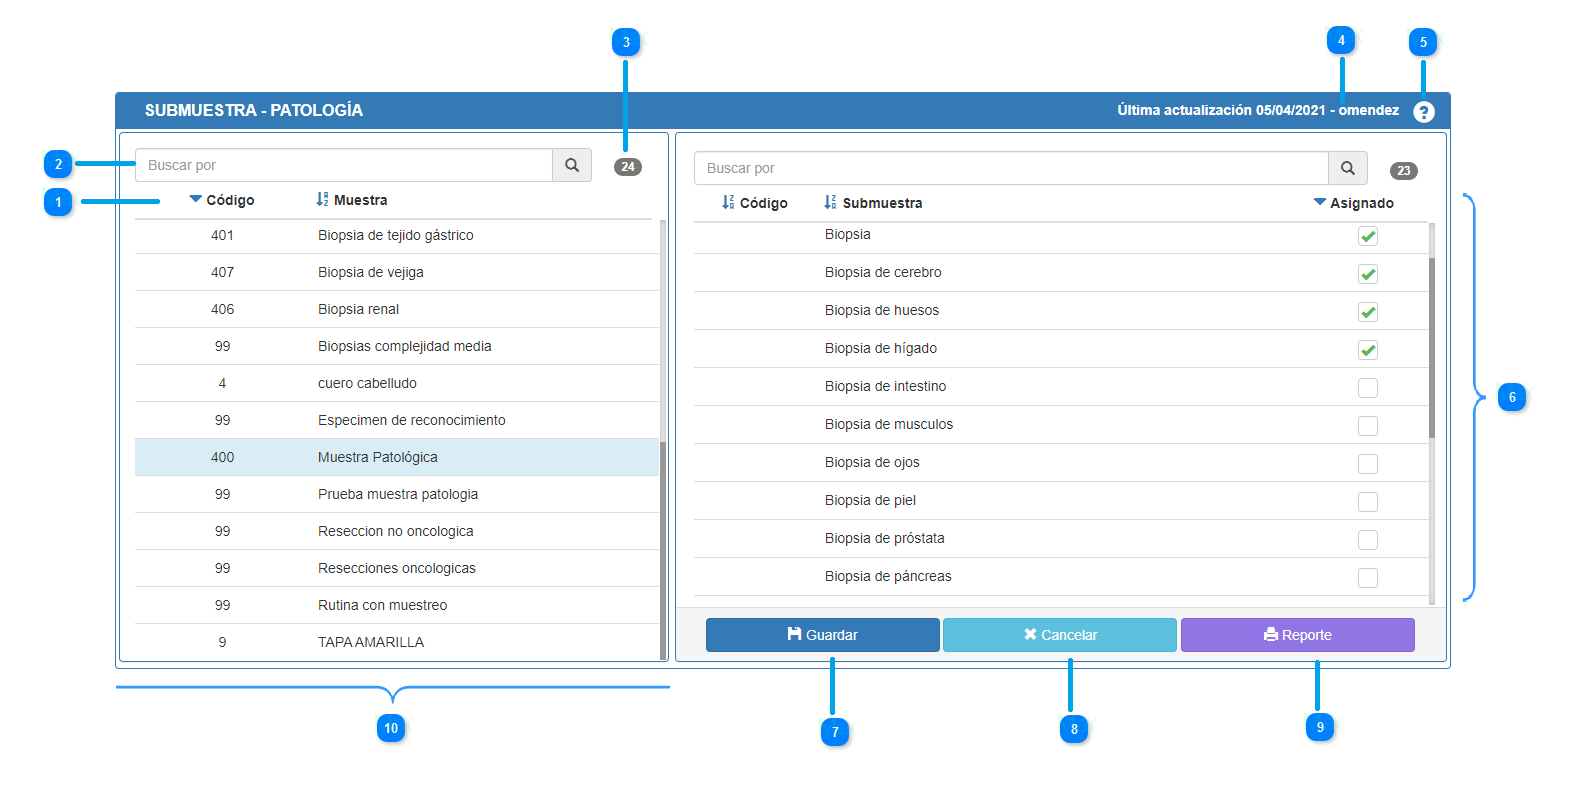 3
4
5
SUBMUESTRA - PATOLOGÍA
Última actualización 05/04/2021 - omendez
?
2
Buscar por
24
1
Código
Muestra
401 Biopsia de tejido gástrico
407 Biopsia de vejiga
406 Biopsia renal
99 Biopsias complejidad media
4 cuero cabelludo
99 Especimen de reconocimiento
400 Muestra Patológica
99 Prueba muestra patologia
99 Reseccion no oncologica
99 Resecciones oncologicas
99 Rutina con muestreo
9 TAPA AMARILLA
Buscar por
23
Código
Submuestra
Asignado
Biopsia
Biopsia de cerebro
Biopsia de huesos
Biopsia de hígado
Biopsia de intestino
Biopsia de musculos
Biopsia de ojos
Biopsia de piel
Biopsia de próstata
Biopsia de páncreas
6
Guardar
Cancelar
Reporte
10
7
8
9